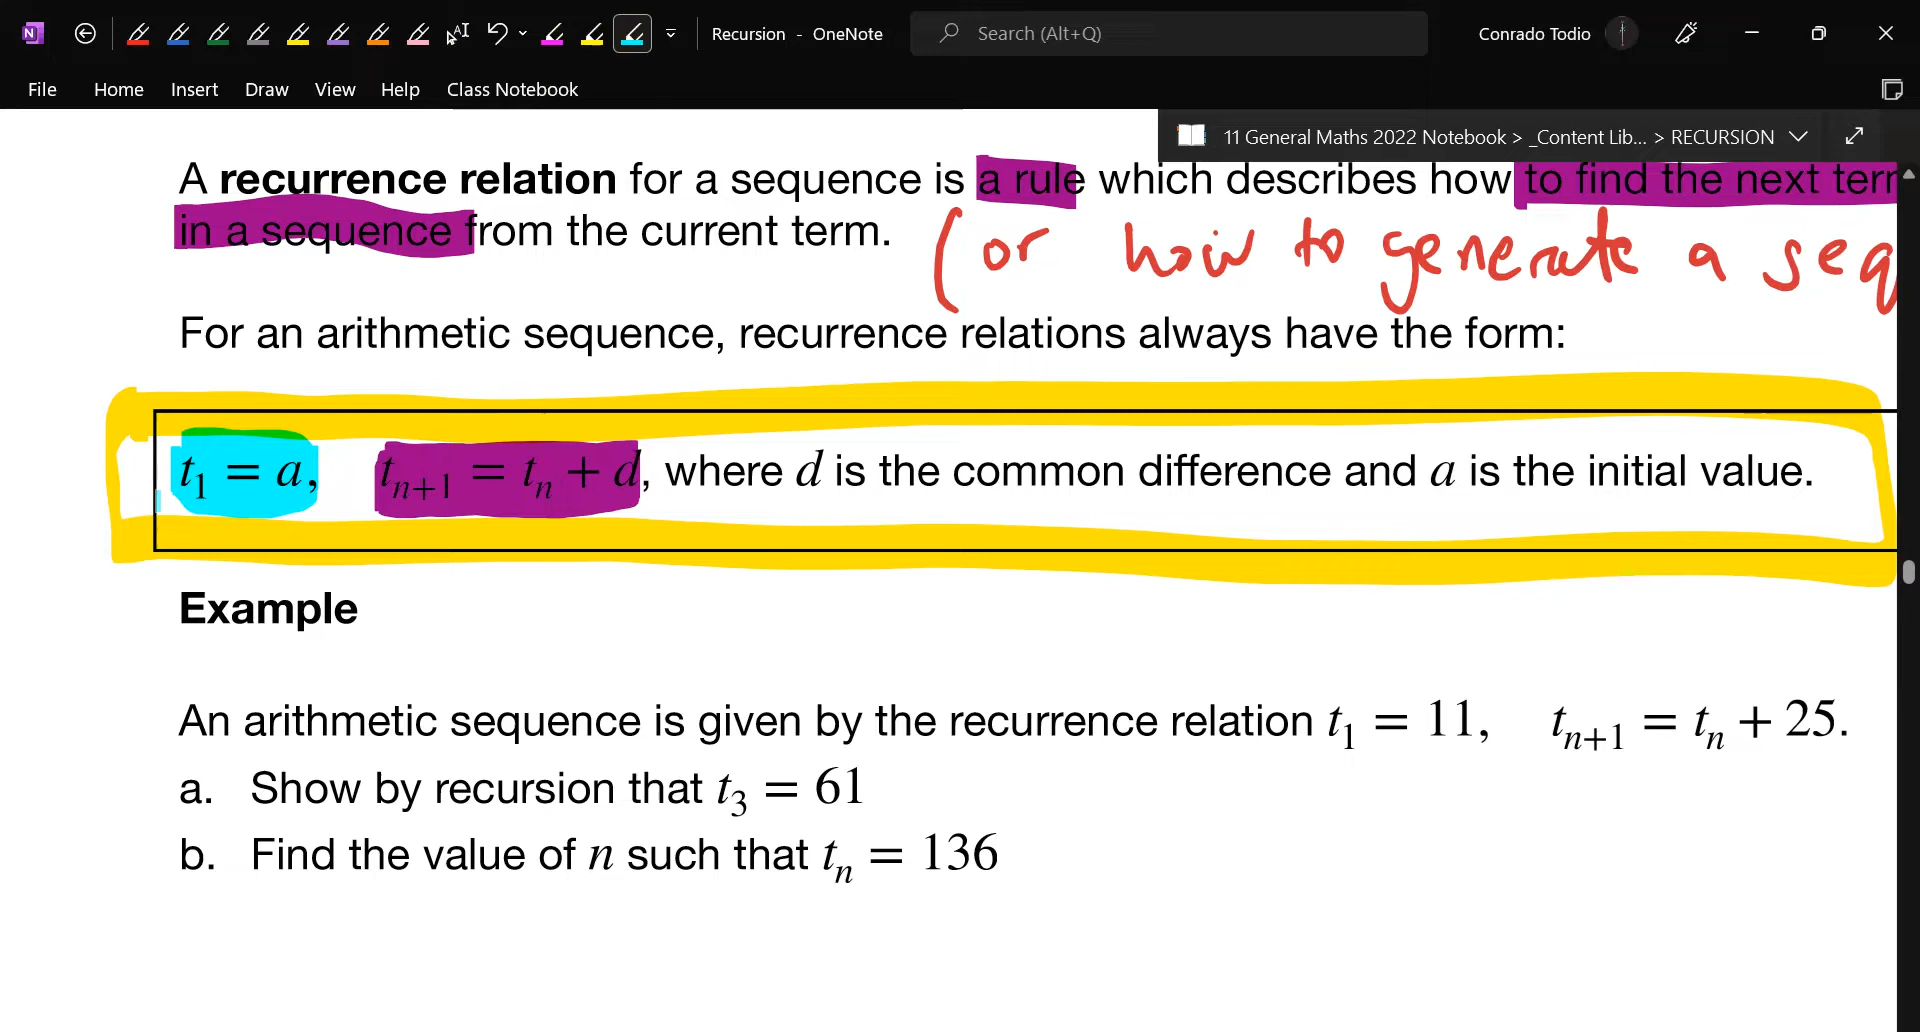 Recursion - OneNote
Search (Alt+Q)
Conrado Todio
File Home Insert Draw View Help Class Notebook
11 General Maths 2022 Notebook > _Content Lib... > RECURSION
A recurrence relation for a sequence is a rule which describes how to find the next
in a sequence from the current term. (or how to generate a seq
For an arithmetic sequence, recurrence relations always have the form:
t₁ = a, tₙ₊₁ = tₙ + d, where d is the common difference and a is the initial value.
Example
An arithmetic sequence is given by the recurrence relation t₁ = 11, tₙ₊₁ = tₙ + 25.
a. Show by recursion that t₃ = 61
b. Find the value of n such that tₙ = 136